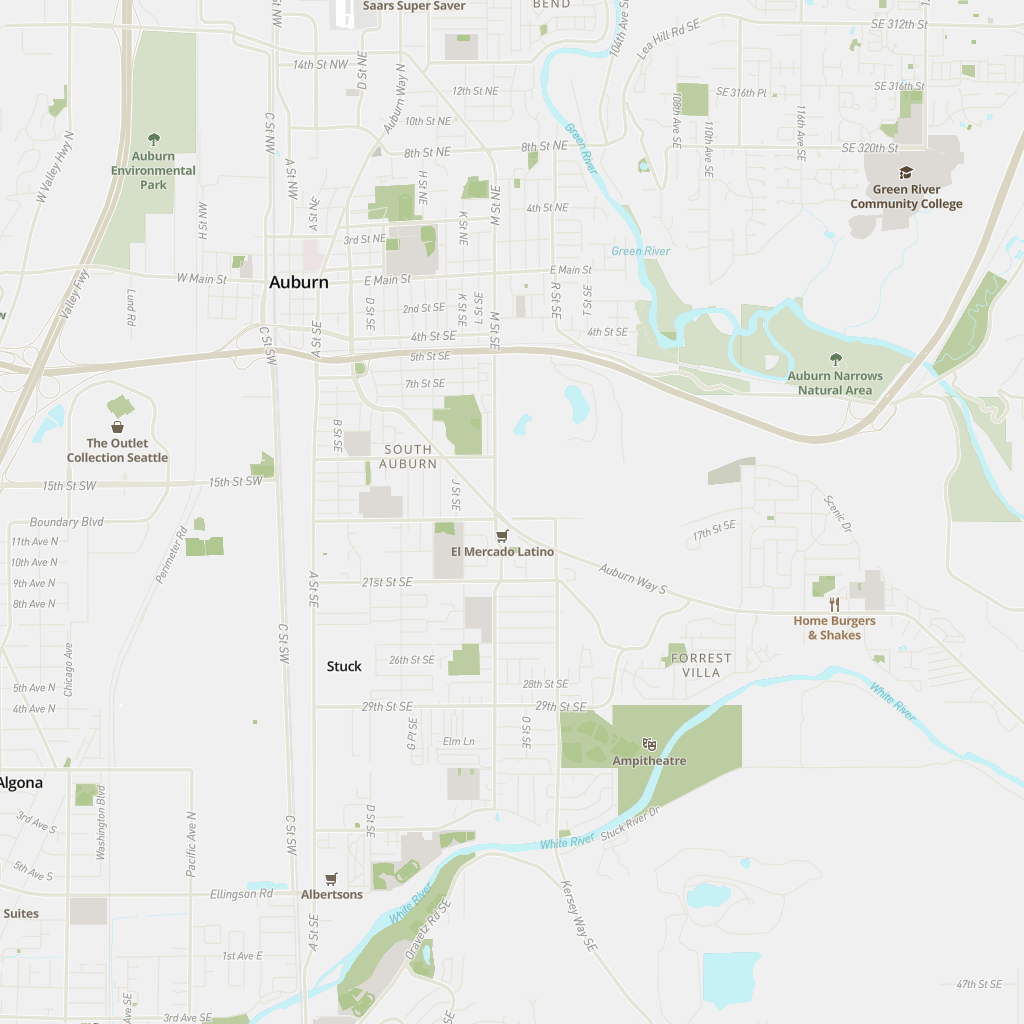 Saars Super Saver
BEND
104th Ave SE
Lea Hill Rd SE
SE 312th St
C St NW
14th St NW
D St NE
Auburn Way N
12th St NE
SE 316th Pl
SE 316th St
10th St NE
Green River
108th Ave SE
110th Ave SE
116th Ave SE
W Valley Hwy N
Auburn
Environmental
Park
8th St NE
8th St NE
SE 320th St
Green River
Community College
A St NW
H St NE
K St NE
M St NE
4th St NE
H St NW
A St NE
3rd St NE
Green River
Valley Fwy
W Main St
Auburn
E Main St
E Main St
Lund Rd
D St SE
2nd St SE
K St SE
L St SE
R St SE
T St SE
C St SW
A St SE
4th St SE
M St SE
4th St SE
5th St SE
7th St SE
Auburn Narrows
Natural Area
The Outlet
Collection Seattle
B St SE
SOUTH
AUBURN
15th St SW
15th St SW
J St SE
Boundary Blvd
Perimeter Rd
17th St SE
Scenic Dr
11th Ave N
10th Ave N
9th Ave N
8th Ave N
El Mercado Latino
Auburn Way S
A St SE
21st St SE
Home Burgers
& Shakes
C St SW
Chicago Ave
Stuck
26th St SE
FORREST
VILLA
5th Ave N
4th Ave N
28th St SE
29th St SE
29th St SE
White River
G Pl SE
Elm Ln
O St SE
Ampitheatre
Algona
3rd Ave S
Washington Blvd
Pacific Ave N
C St SW
D St SE
White River
Stuck River Dr
5th Ave S
Ellingson Rd
Albertsons
White River
Oravetz Rd SE
Kersey Way SE
Suites
A St SE
1st Ave E
47th St SE
3rd Ave SE